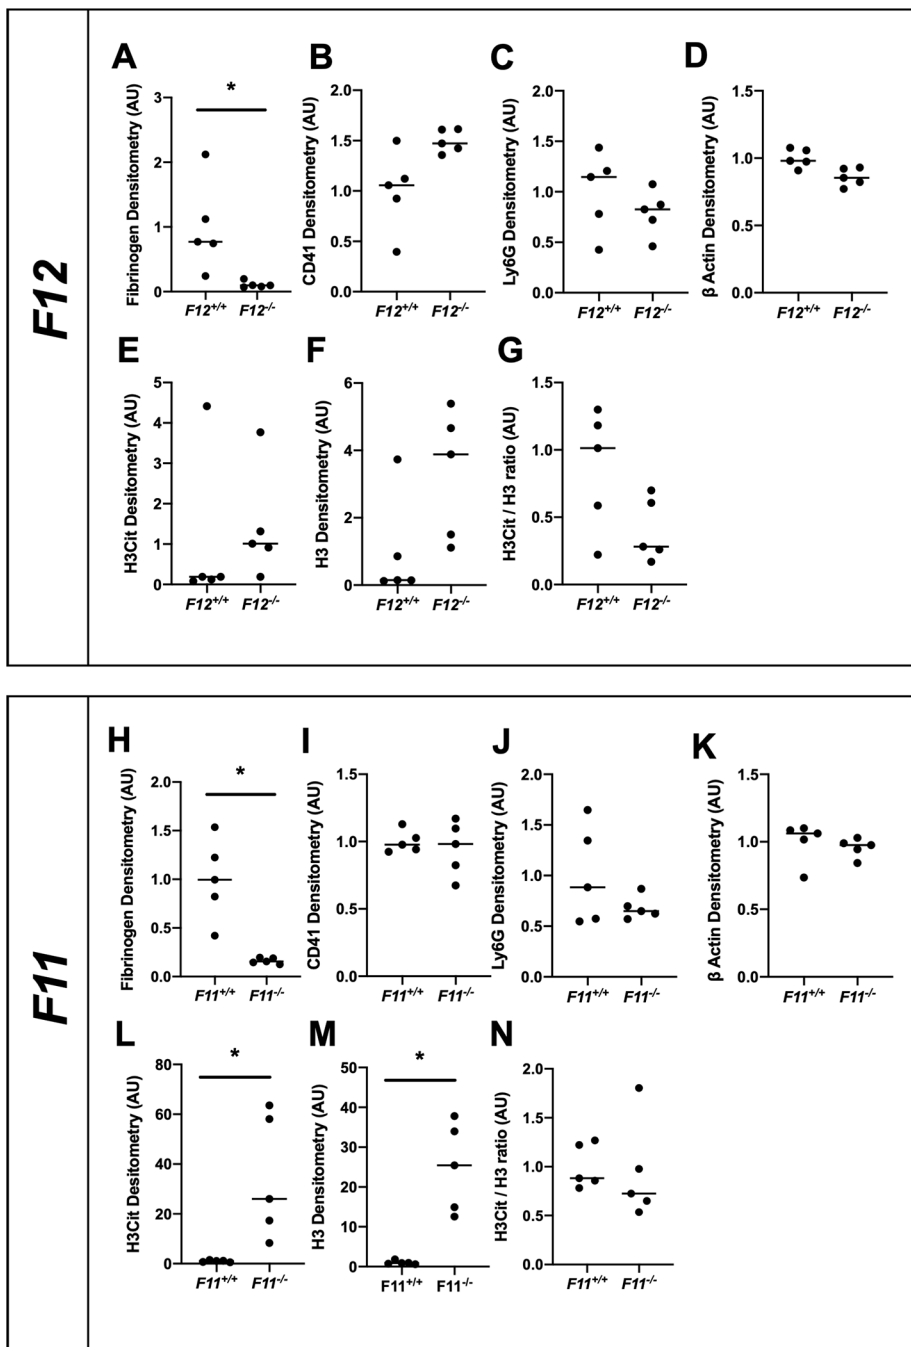 F12
A
Fibrinogen Densitometry (AU)
*
3
2
1
0
F12+/+ F12-/-
B
CD41 Densitometry (AU)
2.0
1.5
1.0
0.5
0.0
F12+/+ F12-/-
C
Ly6G Densitometry (AU)
2.0
1.5
1.0
0.5
0.0
F12+/+ F12-/-
D
β Actin Densitometry (AU)
1.5
1.0
0.5
0.0
F12+/+ F12-/-
E
H3Cit Desitometry (AU)
5
4
3
2
1
0
F12+/+ F12-/-
F
H3 Densitometry (AU)
6
4
2
0
F12+/+ F12-/-
G
H3Cit / H3 ratio (AU)
1.5
1.0
0.5
0.0
F12+/+ F12-/-
F11
H
Fibrinogen Densitometry (AU)
*
2.0
1.5
1.0
0.5
0.0
F11+/+ F11-/-
I
CD41 Densitometry (AU)
1.5
1.0
0.5
0.0
F11+/+ F11-/-
J
Ly6G Densitometry (AU)
2.0
1.5
1.0
0.5
0.0
F11+/+ F11-/-
K
β Actin Densitometry (AU)
1.5
1.0
0.5
0.0
F11+/+ F11-/-
L
H3Cit Desitometry (AU)
*
80
60
40
20
0
F11+/+ F11-/-
M
H3 Densitometry (AU)
*
50
40
30
20
10
0
F11+/+ F11-/-
N
H3Cit / H3 ratio (AU)
2.0
1.5
1.0
0.5
0.0
F11+/+ F11-/-